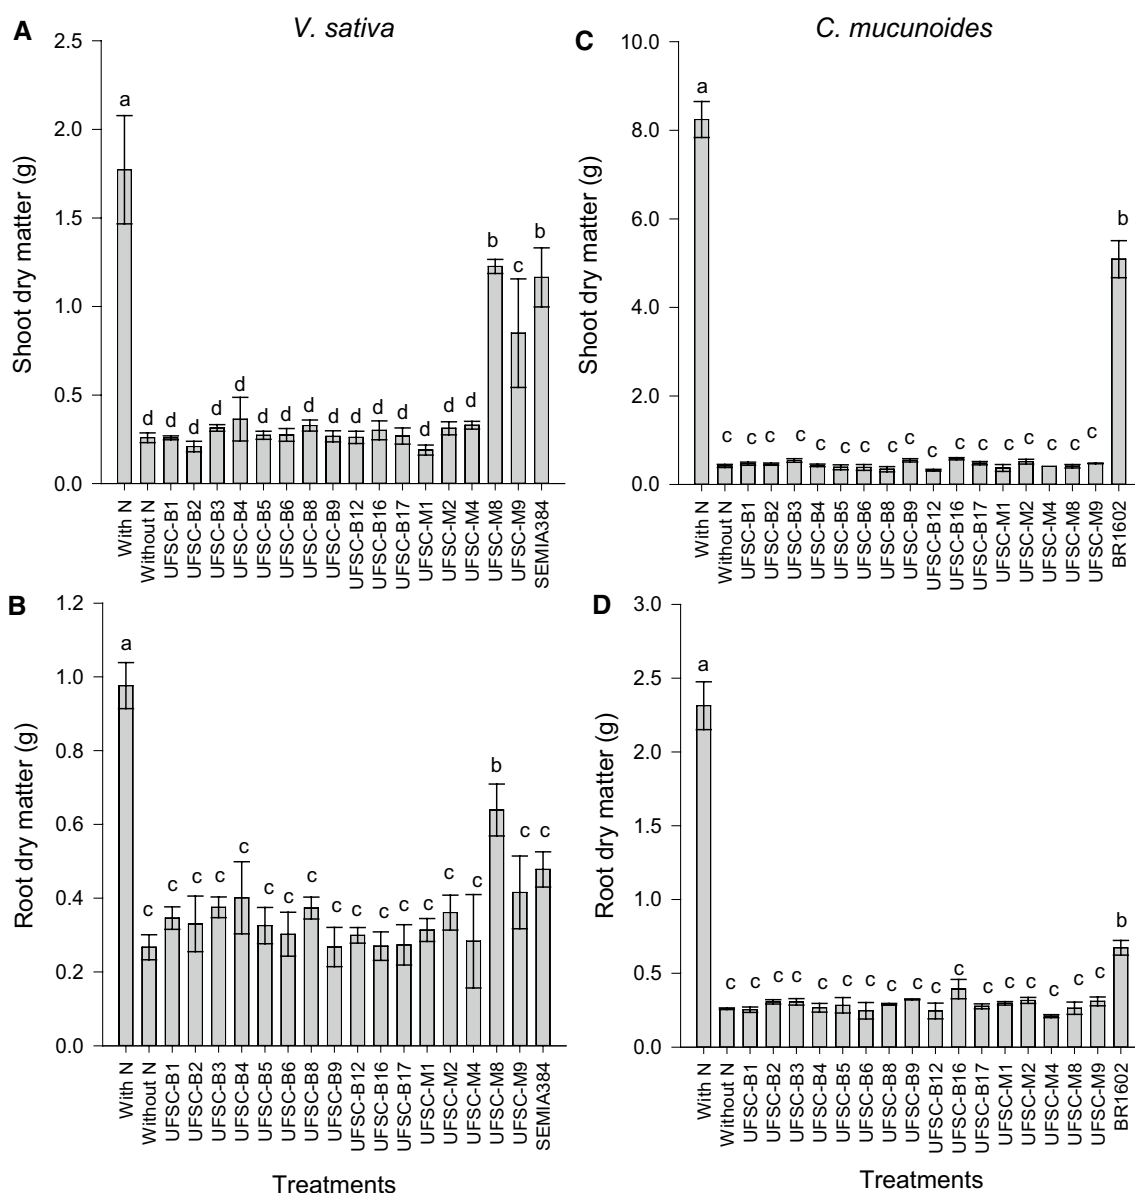 A
V. sativa
Shoot dry matter (g)
2.5
2.0
1.5
1.0
0.5
0.0
a
d d d d d d d d d d d d d d d
b
c
b
With N
Without N
UFSC-B1
UFSC-B2
UFSC-B3
UFSC-B4
UFSC-B5
UFSC-B6
UFSC-B8
UFSC-B9
UFSC-B12
UFSC-B16
UFSC-B17
UFSC-M1
UFSC-M2
UFSC-M4
UFSC-M8
UFSC-M9
SEMIA384
B
Root dry matter (g)
1.2
1.0
0.8
0.6
0.4
0.2
0.0
a
c c c c c c c c c c c c c c c
b
c c
With N
Without N
UFSC-B1
UFSC-B2
UFSC-B3
UFSC-B4
UFSC-B5
UFSC-B6
UFSC-B8
UFSC-B9
UFSC-B12
UFSC-B16
UFSC-B17
UFSC-M1
UFSC-M2
UFSC-M4
UFSC-M8
UFSC-M9
SEMIA384
Treatments
C
C. mucunoides
Shoot dry matter (g)
10.0
8.0
6.0
4.0
2.0
0.0
a
c c c c c c c c c c c c c c c c c
b
With N
Without N
UFSC-B1
UFSC-B2
UFSC-B3
UFSC-B4
UFSC-B5
UFSC-B6
UFSC-B8
UFSC-B9
UFSC-B12
UFSC-B16
UFSC-B17
UFSC-M1
UFSC-M2
UFSC-M4
UFSC-M8
UFSC-M9
BR1602
D
Root dry matter (g)
3.0
2.5
2.0
1.5
1.0
0.5
0.0
a
c c c c c c c c c c c c c c c c c
b
With N
Without N
UFSC-B1
UFSC-B2
UFSC-B3
UFSC-B4
UFSC-B5
UFSC-B6
UFSC-B8
UFSC-B9
UFSC-B12
UFSC-B16
UFSC-B17
UFSC-M1
UFSC-M2
UFSC-M4
UFSC-M8
UFSC-M9
BR1602
Treatments